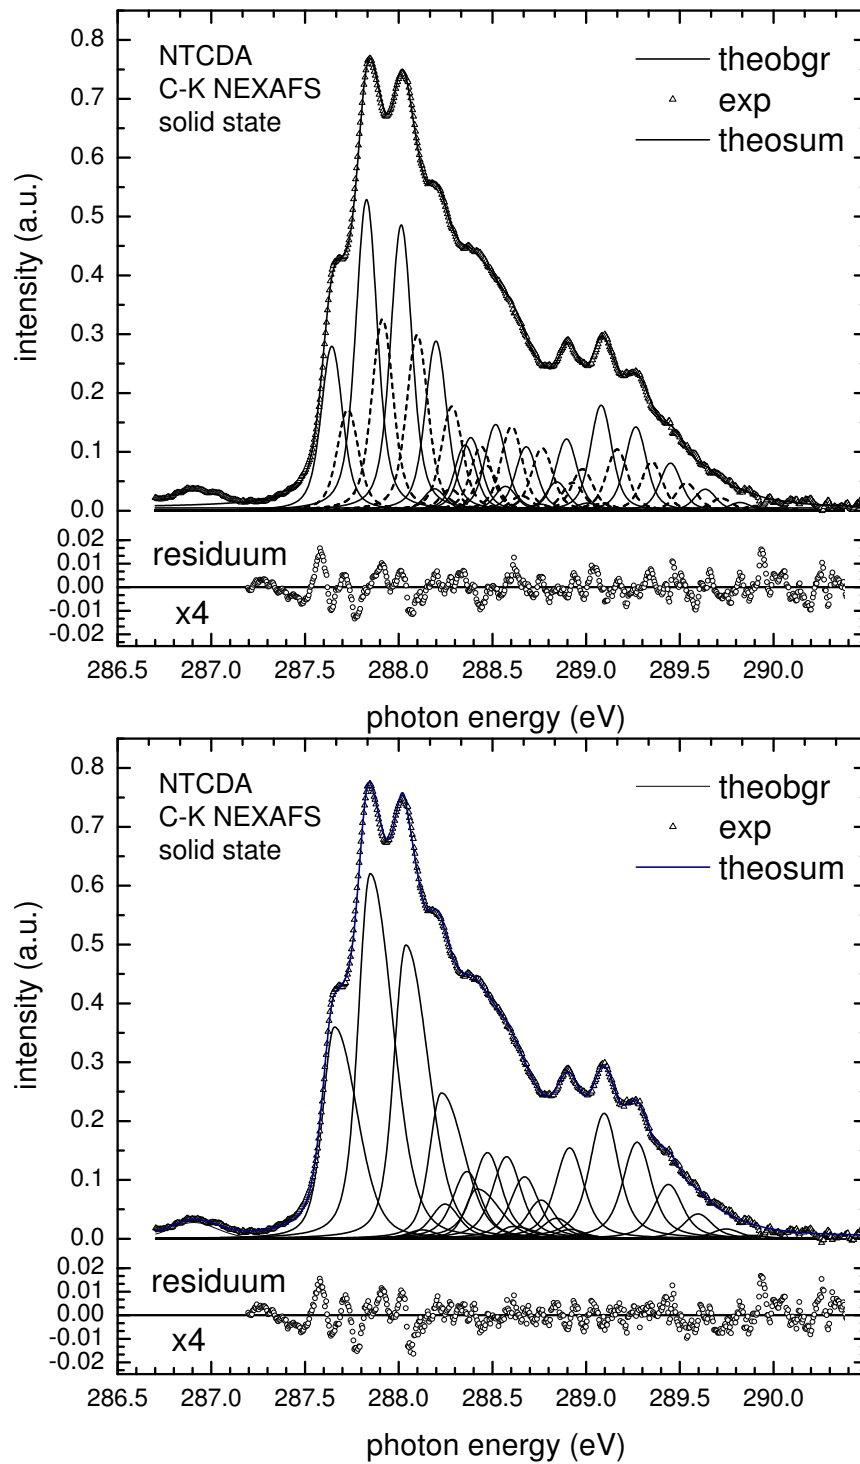 0.8
NTCDA
C-K NEXAFS
solid state
theobgr
exp
theosum
0.7
0.6
0.5
0.4
0.3
0.2
0.1
0.0
intensity (a.u.)
0.02
0.01
0.00
-0.01
-0.02
residuum
x4
286.5 287.0 287.5 288.0 288.5 289.0 289.5 290.0
photon energy (eV)
0.8
NTCDA
C-K NEXAFS
solid state
theobgr
exp
theosum
0.7
0.6
0.5
0.4
0.3
0.2
0.1
0.0
intensity (a.u.)
0.02
0.01
0.00
-0.01
-0.02
residuum
x4
286.5 287.0 287.5 288.0 288.5 289.0 289.5 290.0
photon energy (eV)